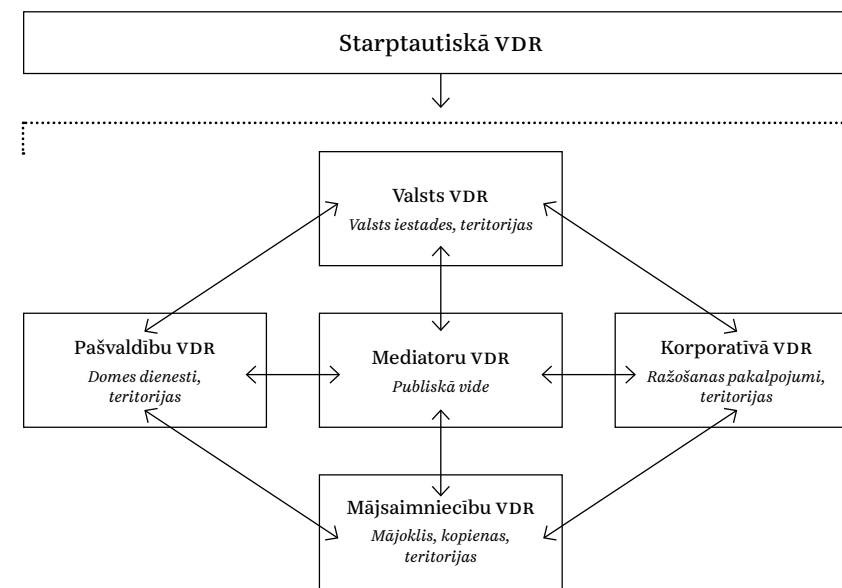 Starptautiskā VDR
Valsts VDR
Valsts iestades, teritorijas
Pašvaldību VDR
Domes dienesti,
teritorijas
Mediatoru VDR
Publiskā vide
Korporatīvā VDR
Ražošanas pakalpojumi,
teritorijas
Mājsaimniecību VDR
Mājoklis, kopienas,
teritorijas